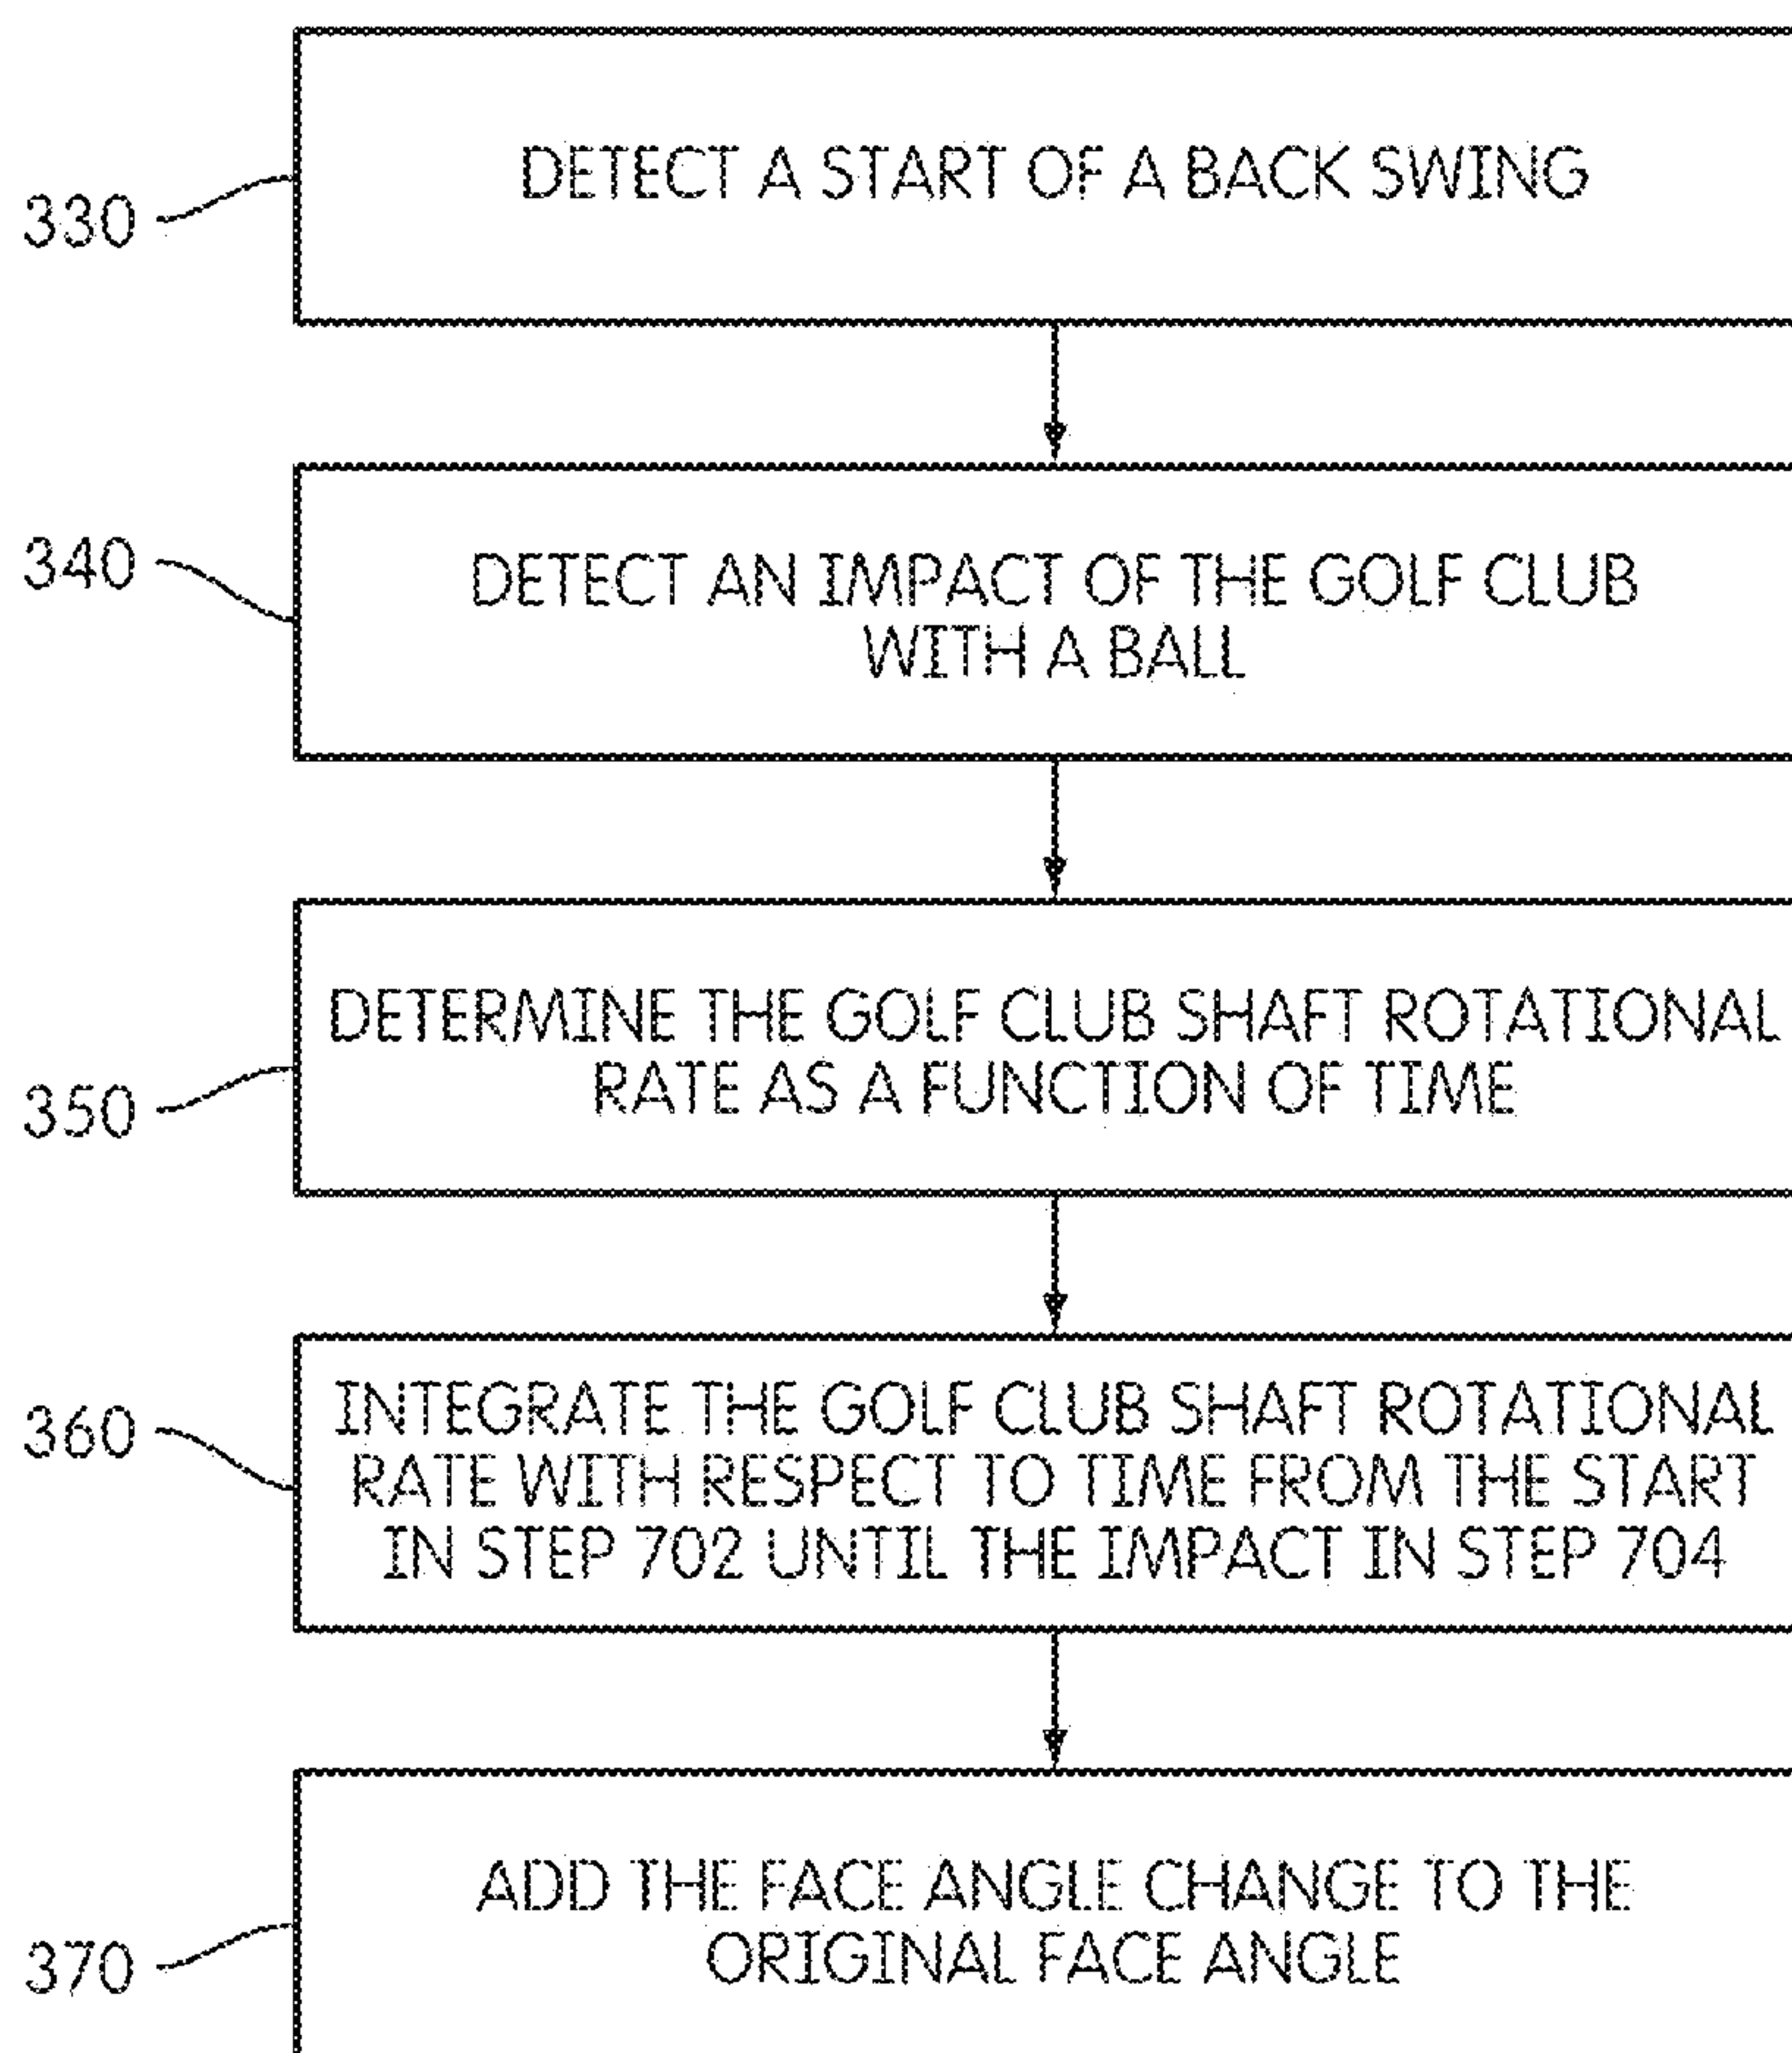 330
DETECT A START OF A BACK SWING
340
DETECT AN IMPACT OF THE GOLF CLUB
WITH A BALL
350
DETERMINE THE GOLF CLUB SHAFT ROTATIONAL
RATE AS A FUNCTION OF TIME
360
INTEGRATE THE GOLF CLUB SHAFT ROTATIONAL
RATE WITH RESPECT TO TIME FROM THE START
IN STEP 702 UNTIL THE IMPACT IN STEP 704
370
ADD THE FACE ANGLE CHANGE TO THE
ORIGINAL FACE ANGLE